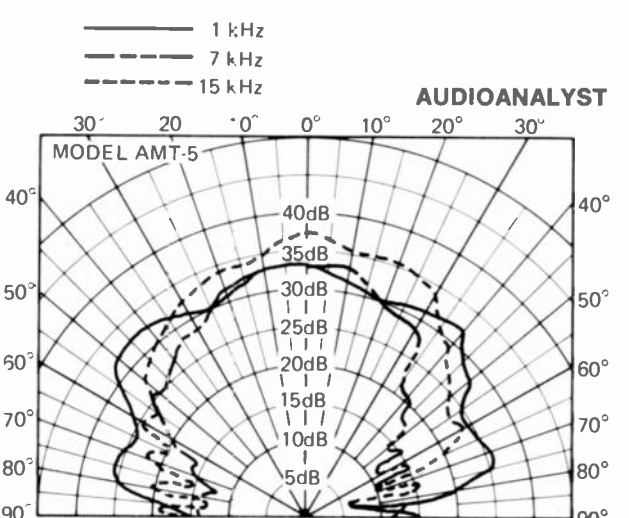 1 kHz
7 kHz
15 kHz
AUDIOANALYST
30° 20 10° 0° 10° 20° 30°
MODEL AMT-5
40° 40dB 40°
35dB
50° 30dB 50°
25dB
60° 20dB 60°
15dB
70° 10dB 70°
80° 5dB 80°
90° 90°